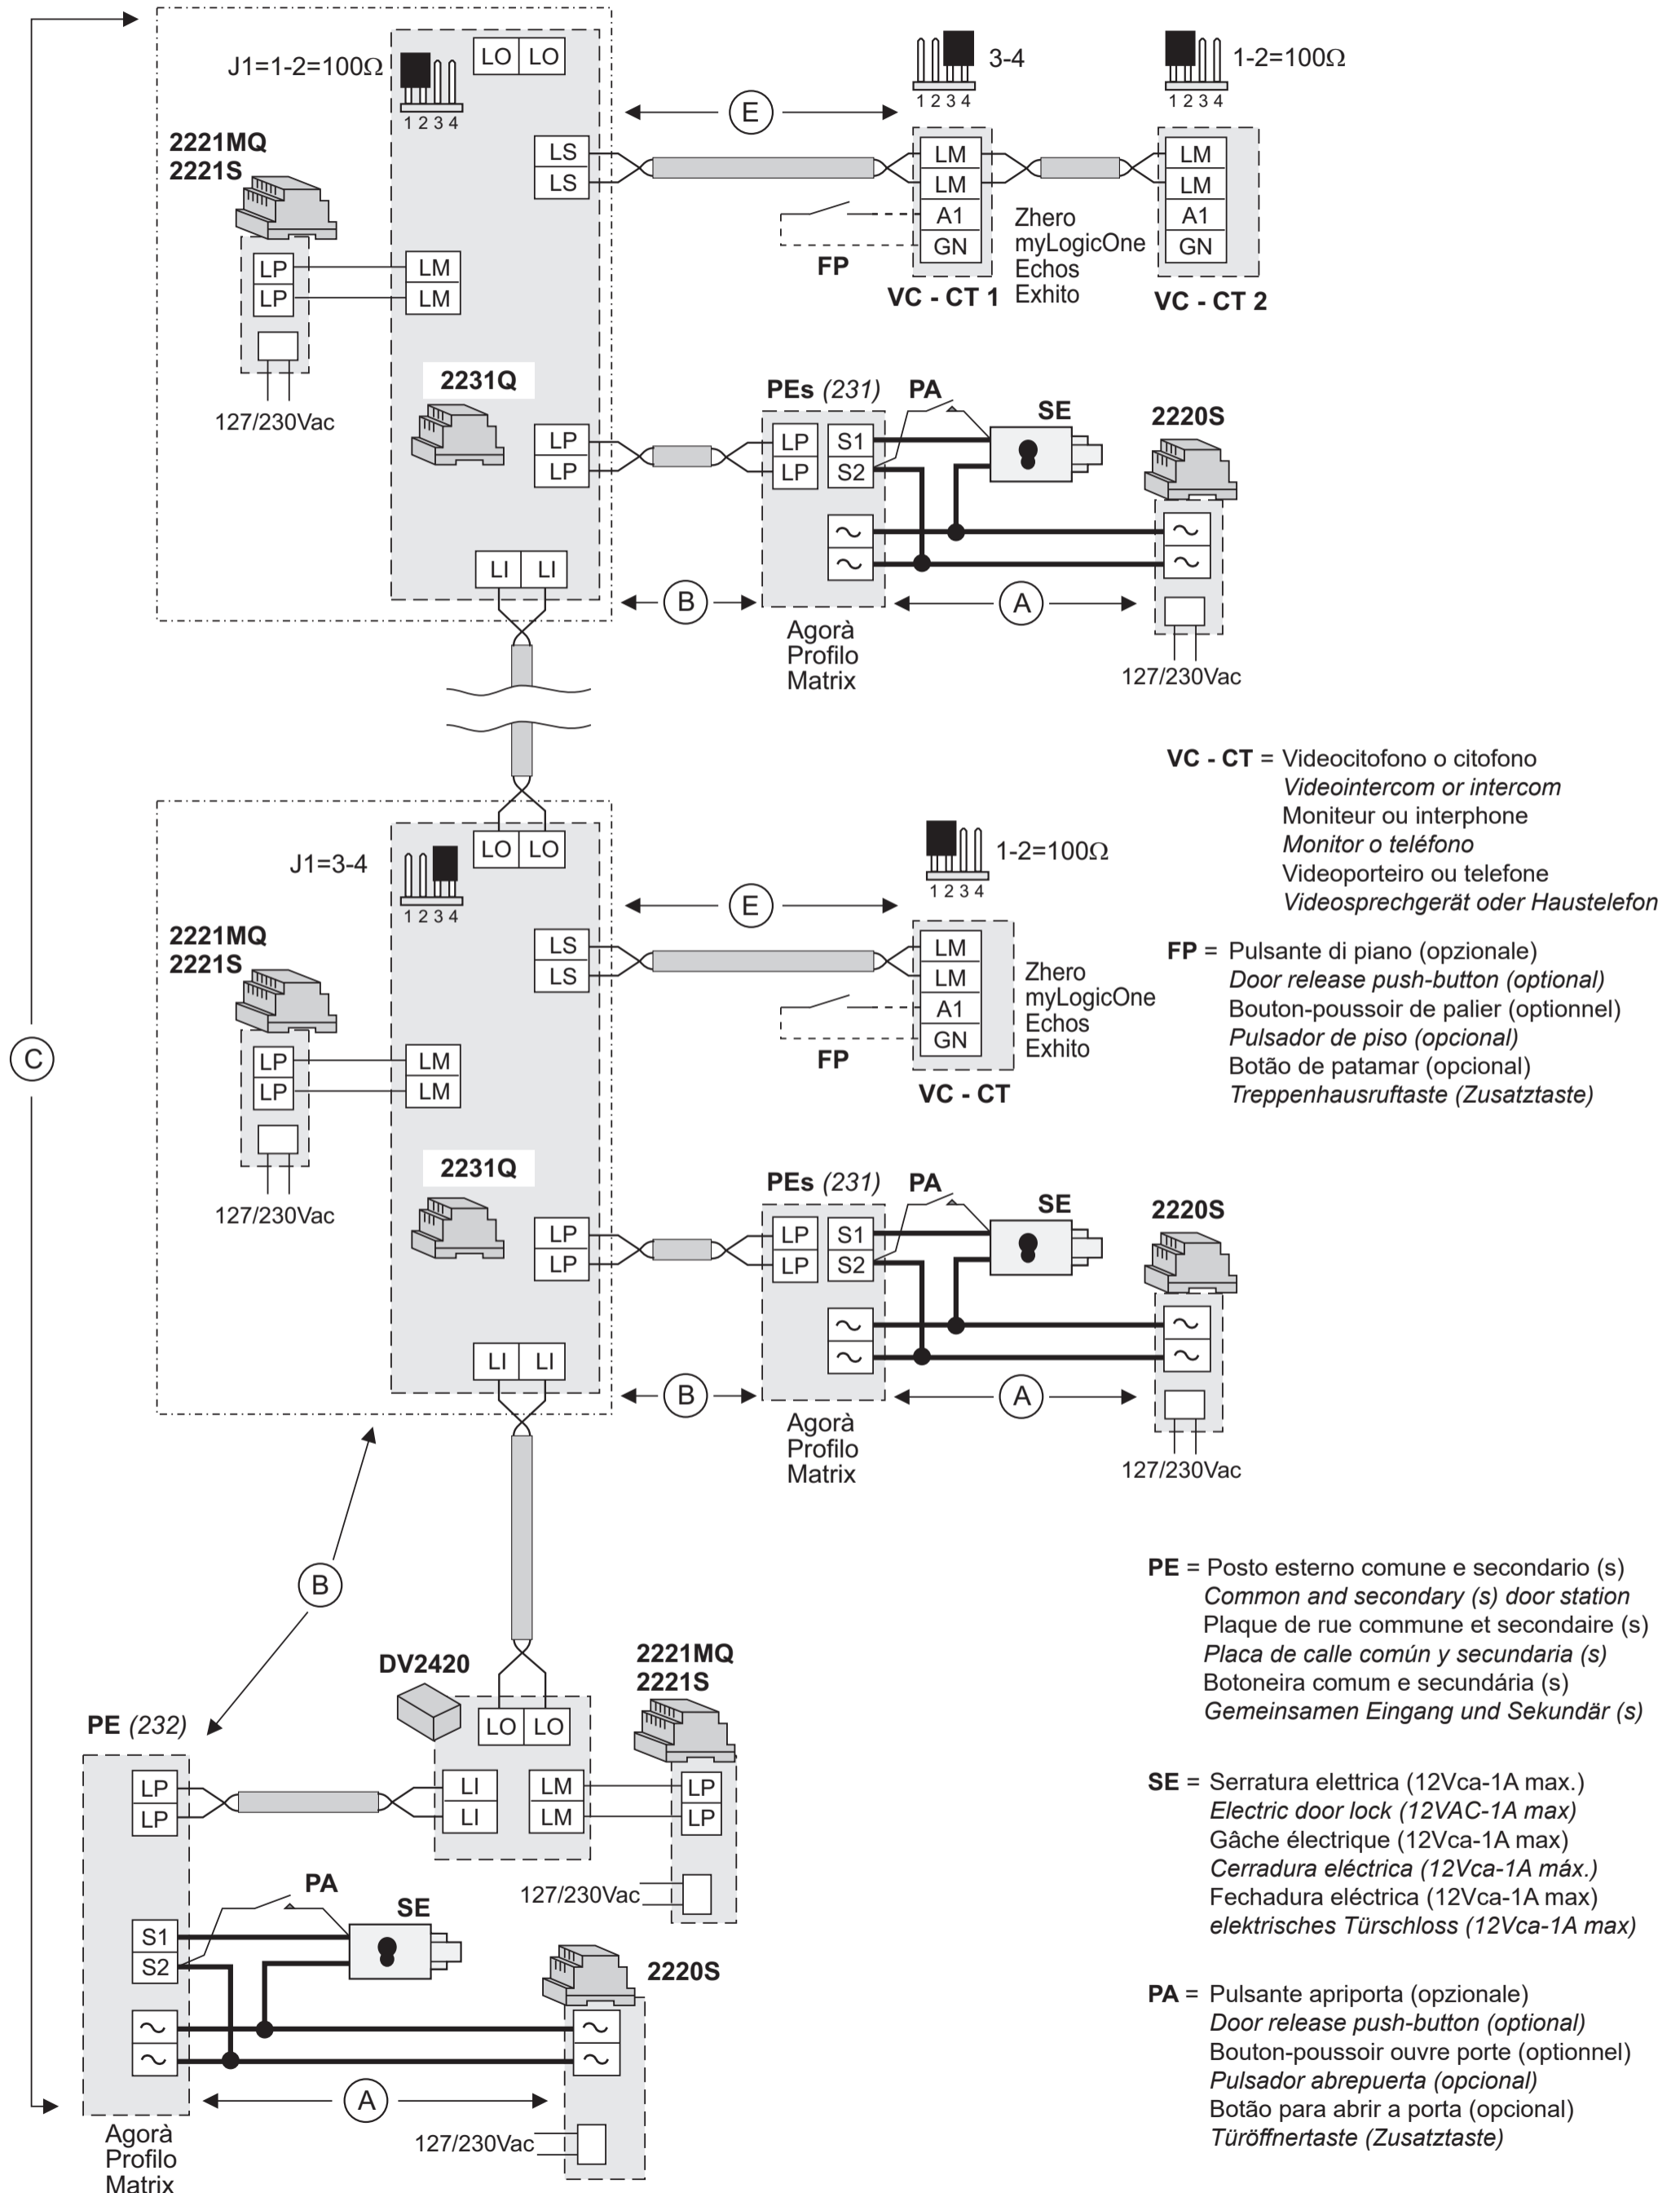 J1=1-2=100Ω
1 2 3 4
LO LO
3-4
1 2 3 4
1-2=100Ω
1 2 3 4
E
2221MQ
2221S
LS
LS
LM
LM
A1
GN
LM
LM
A1
GN
FP
Zhero
myLogicOne
Echos
Exhito
VC - CT 1
VC - CT 2
LP
LP
LM
LM
127/230Vac
2231Q
LP
LP
PEs (231)
PA
SE
2220S
LP
LP
S1
S2
~
~
~
~
LI LI
B
A
Agorà
Profilo
Matrix
127/230Vac
C
VC - CT = Videocitofono o citofono
Videointercom or intercom
Moniteur ou interphone
Monitor o teléfono
Videoporteiro ou telefone
Videosprechgerät oder Haustelefon
FP = Pulsante di piano (opzionale)
Door release push-button (optional)
Bouton-poussoir de palier (optionnel)
Pulsador de piso (opcional)
Botão de patamar (opcional)
Treppenhausruftaste (Zusatztaste)
J1=3-4
1 2 3 4
LO LO
1-2=100Ω
1 2 3 4
E
2221MQ
2221S
LS
LS
LM
LM
A1
GN
FP
Zhero
myLogicOne
Echos
Exhito
VC - CT
LP
LP
LM
LM
127/230Vac
2231Q
LP
LP
PEs (231)
PA
SE
2220S
LP
LP
S1
S2
~
~
~
~
LI LI
B
A
Agorà
Profilo
Matrix
127/230Vac
B
PE = Posto esterno comune e secondario (s)
Common and secondary (s) door station
Plaque de rue commune et secondaire (s)
Placa de calle común y secundaria (s)
Botoneira comum e secundária (s)
Gemeinsamen Eingang und Sekundär (s)
SE = Serratura elettrica (12Vca-1A max.)
Electric door lock (12VAC-1A max)
Gâche électrique (12Vca-1A max)
Cerradura eléctrica (12Vca-1A máx.)
Fechadura eléctrica (12Vca-1A max)
elektrisches Türschloss (12Vca-1A max)
PA = Pulsante apriporta (opzionale)
Door release push-button (optional)
Bouton-poussoir ouvre porte (optionnel)
Pulsador abrepuerta (opcional)
Botão para abrir a porta (opcional)
Türöffnertaste (Zusatztaste)
DV2420
2221MQ
2221S
LO LO
PE (232)
LP
LP
LI
LI
LM
LM
LP
LP
127/230Vac
PA
SE
S1
S2
2220S
~
~
~
~
A
127/230Vac
Agorà
Profilo
Matrix